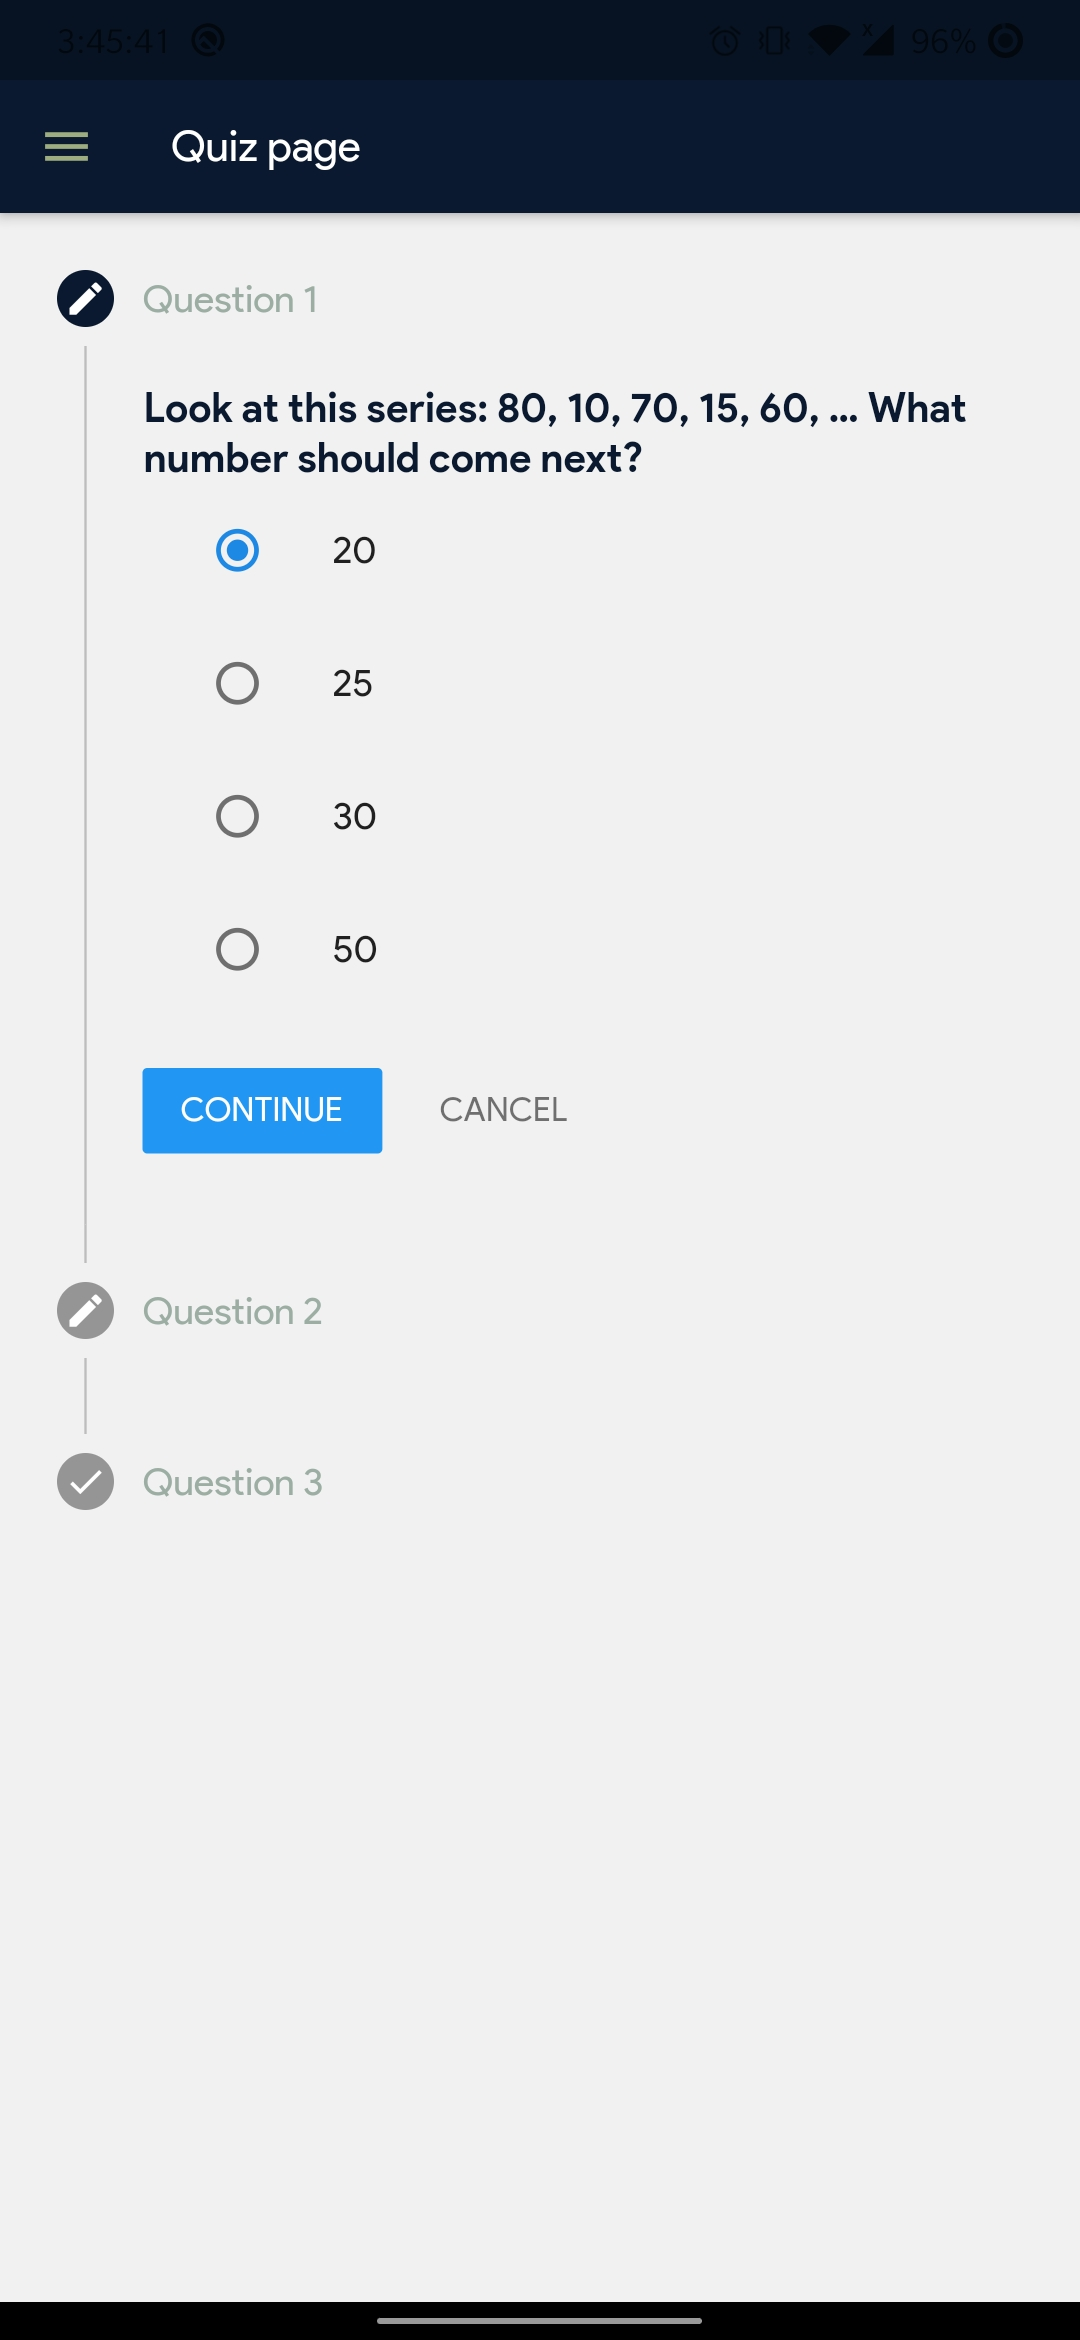 3:45:41 96%
Quiz page
Question 1
Look at this series: 80, 10, 70, 15, 60, ... What
number should come next?
20
25
30
50
CONTINUE CANCEL
Question 2
Question 3